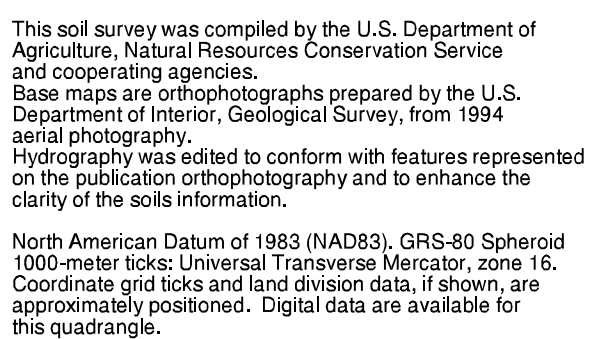 This soil survey was compiled by the U.S. Department of
Agriculture, Natural Resources Conservation Service
and cooperating agencies.
Base maps are orthophotographs prepared by the U.S.
Department of Interior, Geological Survey, from 1994
aerial photography.
Hydrography was edited to conform with features represented
on the publication orthophotography and to enhance the
clarity of the soils information.
North American Datum of 1983 (NAD83). GRS-80 Spheroid
1000-meter ticks: Universal Transverse Mercator, zone 16.
Coordinate grid ticks and land division data, if shown, are
approximately positioned.  Digital data are available for
this quadrangle.